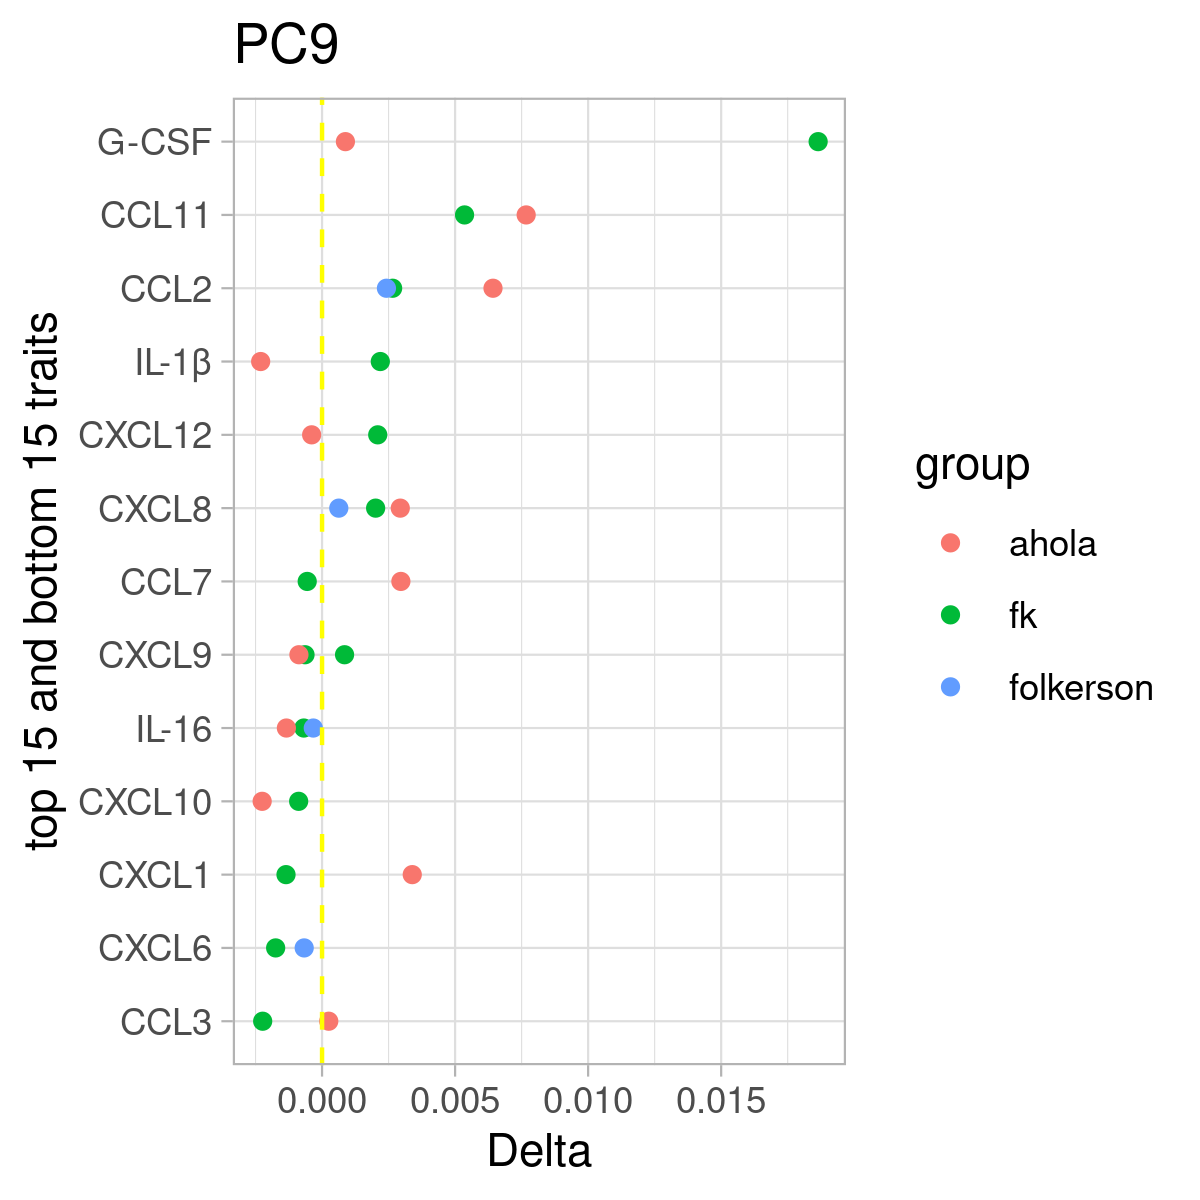 PC9
G-CSF
CCL11
CCL2
IL-1β
CXCL12
CXCL8
CCL7
CXCL9
IL-16
CXCL10
CXCL1
CXCL6
CCL3
top 15 and bottom 15 traits
0.000 0.005 0.010 0.015
Delta
group
ahola
fk
folkerson